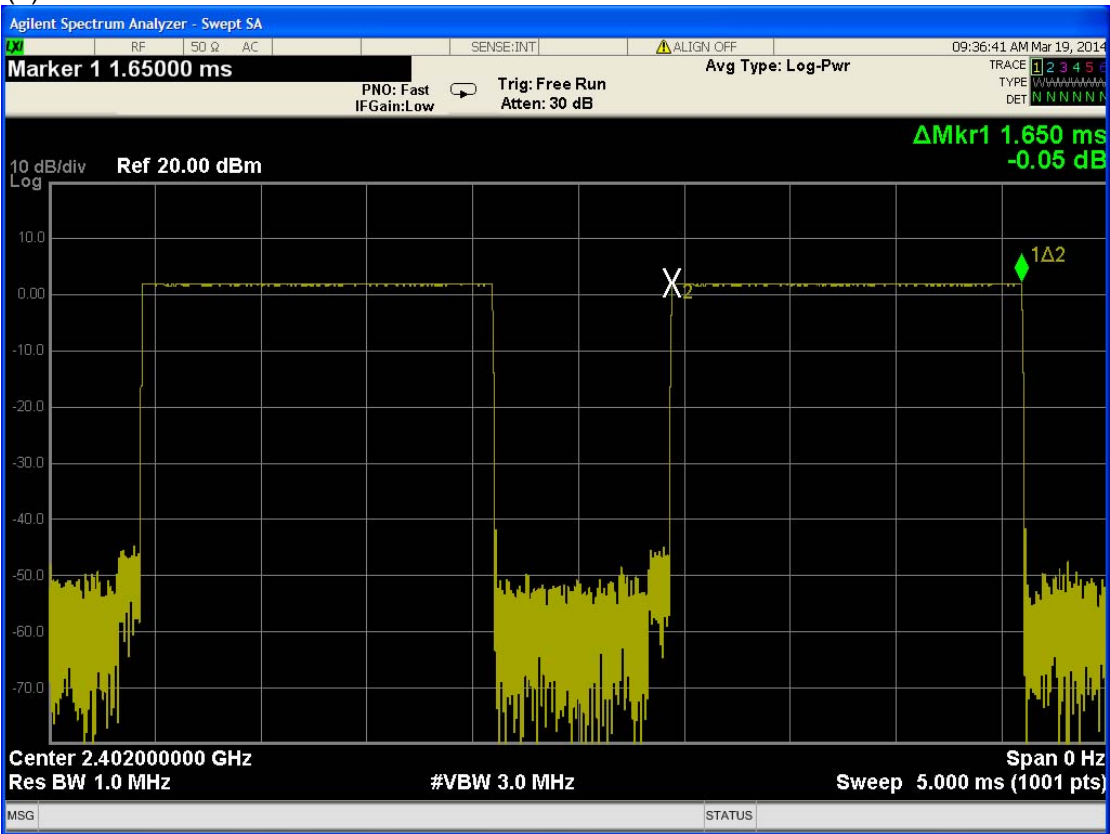 Agilent Spectrum Analyzer - Swept SA
LXI RF 50 Ω AC SENSE:INT ALIGN OFF 09:36:41 AM Mar 19, 2014
Marker 1 1.65000 ms
PNO: Fast
IFGain:Low
Trig: Free Run
Atten: 30 dB
Avg Type: Log-Pwr
TRACE 1 2 3 4 5 6
TYPE
DET N N N N N N
ΔMkr1 1.650 ms
-0.05 dB
10 dB/div Ref 20.00 dBm
Log
10.0
1Δ2
X2
0.00
-10.0
-20.0
-30.0
-40.0
-50.0
-60.0
-70.0
Center 2.402000000 GHz Span 0 Hz
Res BW 1.0 MHz #VBW 3.0 MHz Sweep 5.000 ms (1001 pts)
MSG STATUS